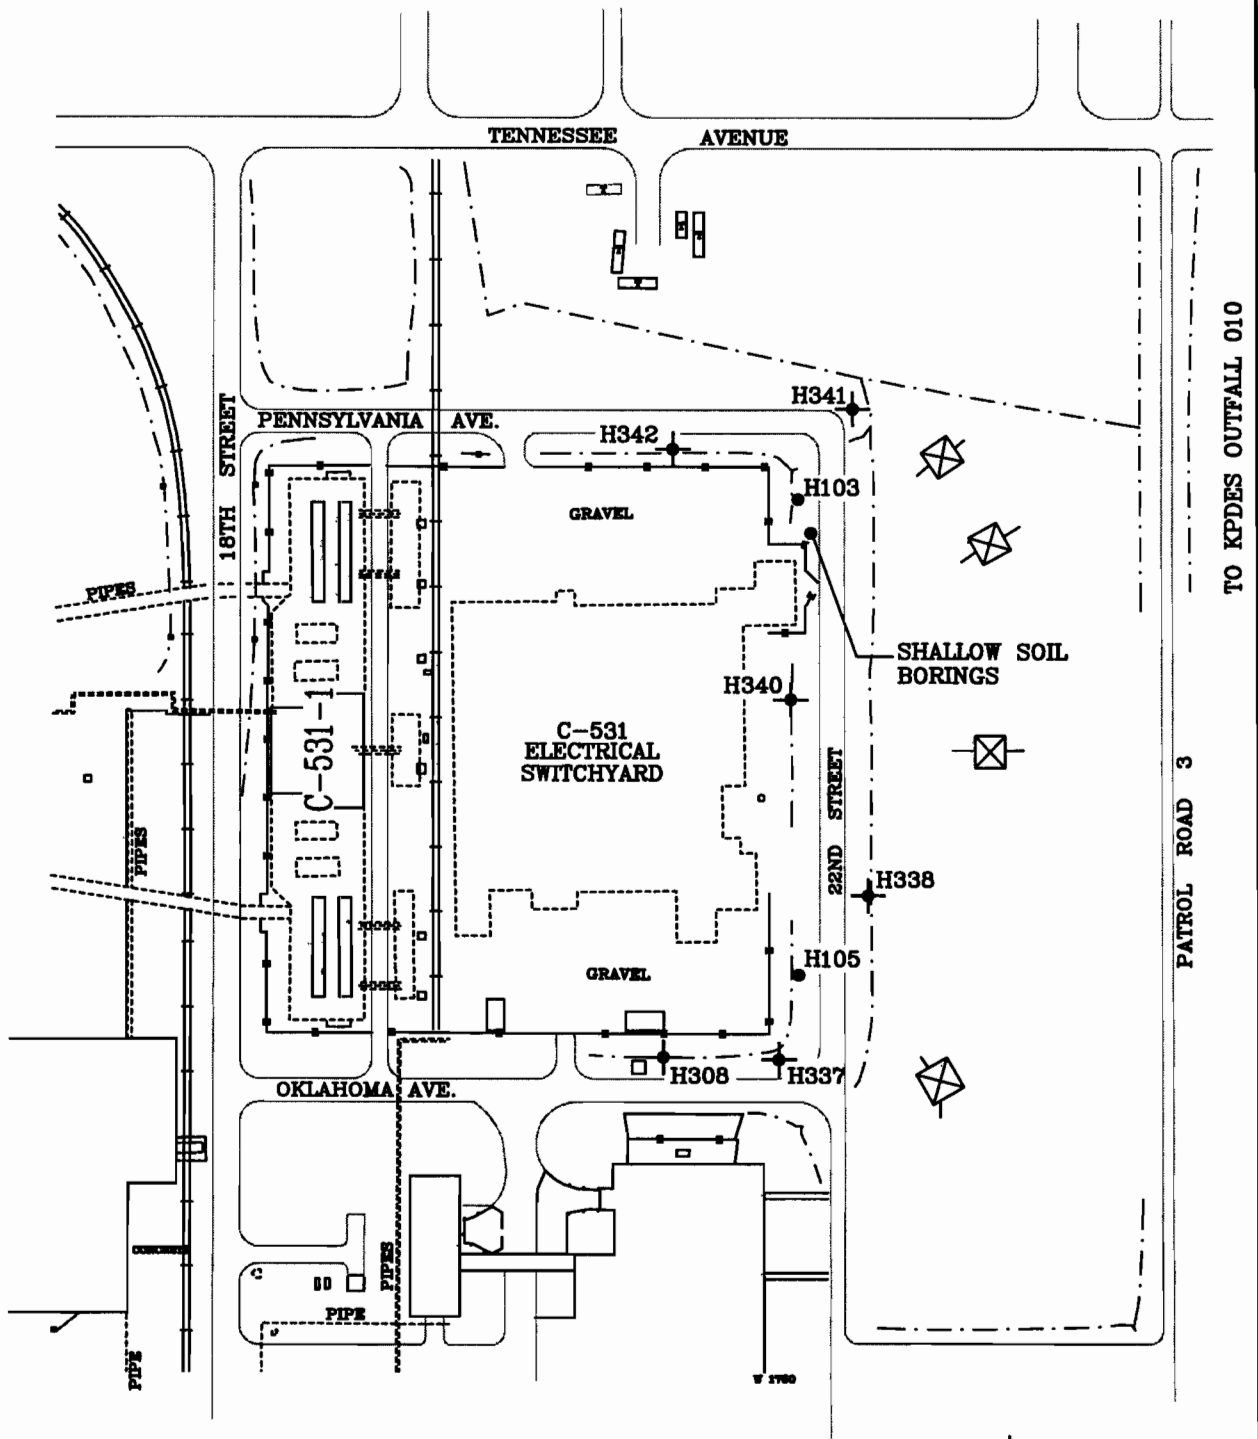 TENNESSEE AVENUE
TO KPDES OUTFALL 010
H341
18TH STREET
PENNSYLVANIA AVE.
H342
H103
GRAVEL
PIPES
SHALLOW SOIL
BORINGS
H340
C-531-1
C-531
ELECTRICAL
SWITCHYARD
22ND STREET
PATROL ROAD 3
PIPES
H338
H105
GRAVEL
H308
H337
OKLAHOMA AVE.
CONCRETE
PIPES
PIPE
PIPE
W 1760